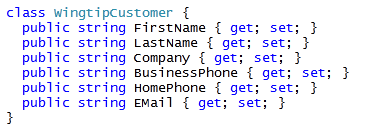 class WingtipCustomer {
  public string FirstName { get; set; }
  public string LastName { get; set; }
  public string Company { get; set; }
  public string BusinessPhone { get; set; }
  public string HomePhone { get; set; }
  public string EMail { get; set; }
}